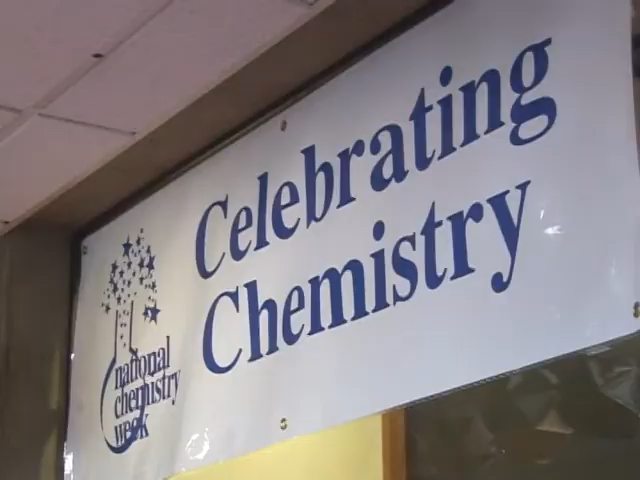 Celebrating
Chemistry
national
chemistry
week